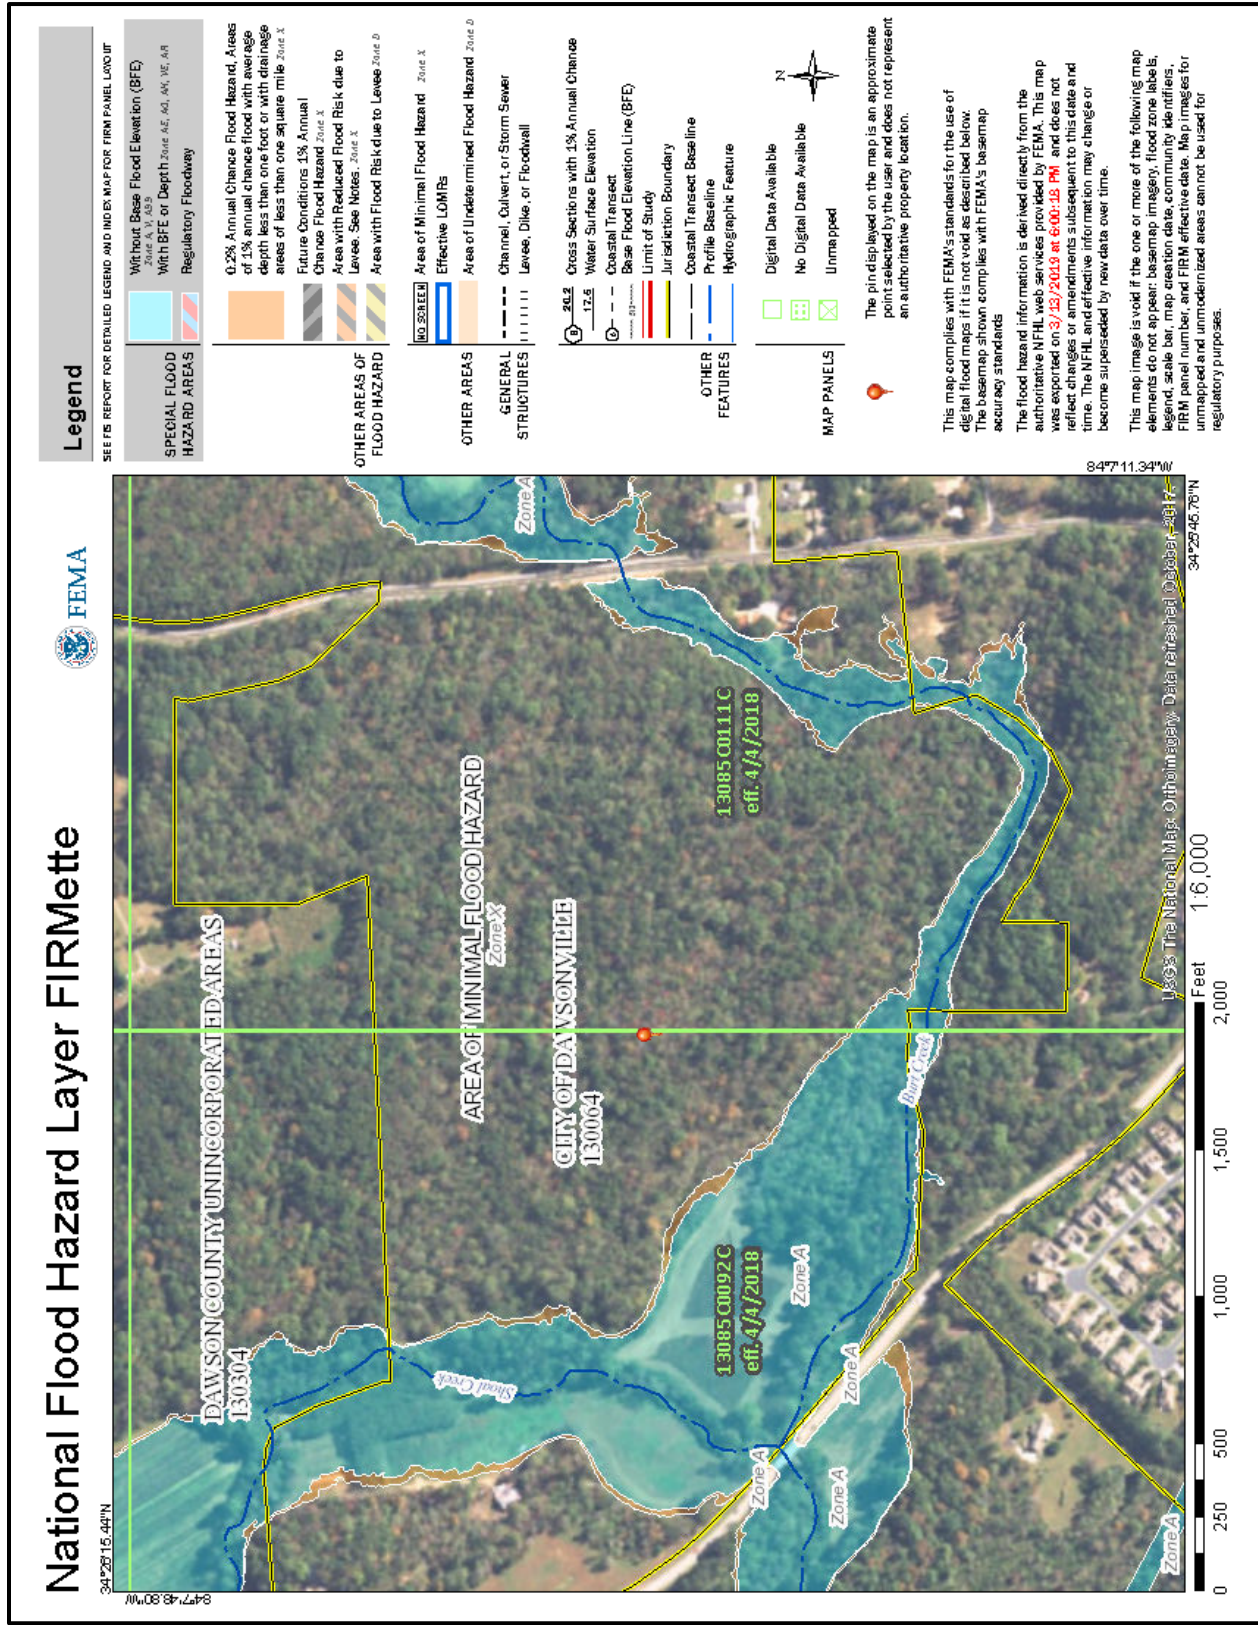 National Flood Hazard Layer FIRMette
FEMA
Legend
SEE FIS REPORT FOR DETAILED LEGEND AND INDEX MAP FOR FIRM PANEL LAYOUT
SPECIAL FLOOD
HAZARD AREAS
Without Base Flood Elevation (BFE)
Zone A, V, A99
With BFE or Depth Zone AE, AO, AH, VE, AR
Regulatory Floodway
0.2% Annual Chance Flood Hazard, Areas
of 1% annual chance flood with average
depth less than one foot or with drainage
areas of less than one square mile Zone X
Future Conditions 1% Annual
Chance Flood Hazard Zone X
Area with Reduced Flood Risk due to
Levee. See Notes. Zone X
Area with Flood Risk due to Levee Zone D
OTHER AREAS OF
FLOOD HAZARD
NO SCREEN
Area of Minimal Flood Hazard Zone X
Effective LOMRs
Area of Undetermined Flood Hazard Zone D
OTHER AREAS
Channel, Culvert, or Storm Sewer
Levee, Dike, or Floodwall
GENERAL
STRUCTURES
B 20.2
17.5
Cross Sections with 1% Annual Chance
Water Surface Elevation
Coastal Transect
Base Flood Elevation Line (BFE)
Limit of Study
Jurisdiction Boundary
Coastal Transect Baseline
Profile Baseline
Hydrographic Feature
OTHER
FEATURES
Digital Data Available
No Digital Data Available
Unmapped
MAP PANELS
N
The pin displayed on the map is an approximate
point selected by the user and does not represent
an authoritative property location.
This map complies with FEMA's standards for the use of
digital flood maps if it is not void as described below.
The basemap shown complies with FEMA's basemap
accuracy standards
The flood hazard information is derived directly from the
authoritative NFHL web services provided by FEMA. This map
was exported on 3/13/2019 at 6:00:18 PM and does not
reflect changes or amendments subsequent to this date and
time. The NFHL and effective information may change or
become superseded by new data over time.
This map image is void if the one or more of the following map
elements do not appear: basemap imagery, flood zone labels,
legend, scale bar, map creation date, community identifiers,
FIRM panel number, and FIRM effective date. Map images for
unmapped and unmodernized areas cannot be used for
regulatory purposes.
34°26'15.44"N
84°7'48.80"W
DAWSON COUNTY UNINCORPORATED AREAS
130304
AREA OF MINIMAL FLOOD HAZARD
Zone X
CITY OF DAWSONVILLE
130064
Shoal Creek
Zone A
13085C0111C
eff. 4/4/2018
13085C0092C
eff. 4/4/2018
Zone A
Zone A
Zone A
Zone A
Burt Creek
Zone A
USGS The National Map: Orthoimagery. Data refreshed October, 2017.
84°7'11.34"W
34°25'45.76"N
0 250 500 1,000 1,500 2,000
Feet
1:6,000